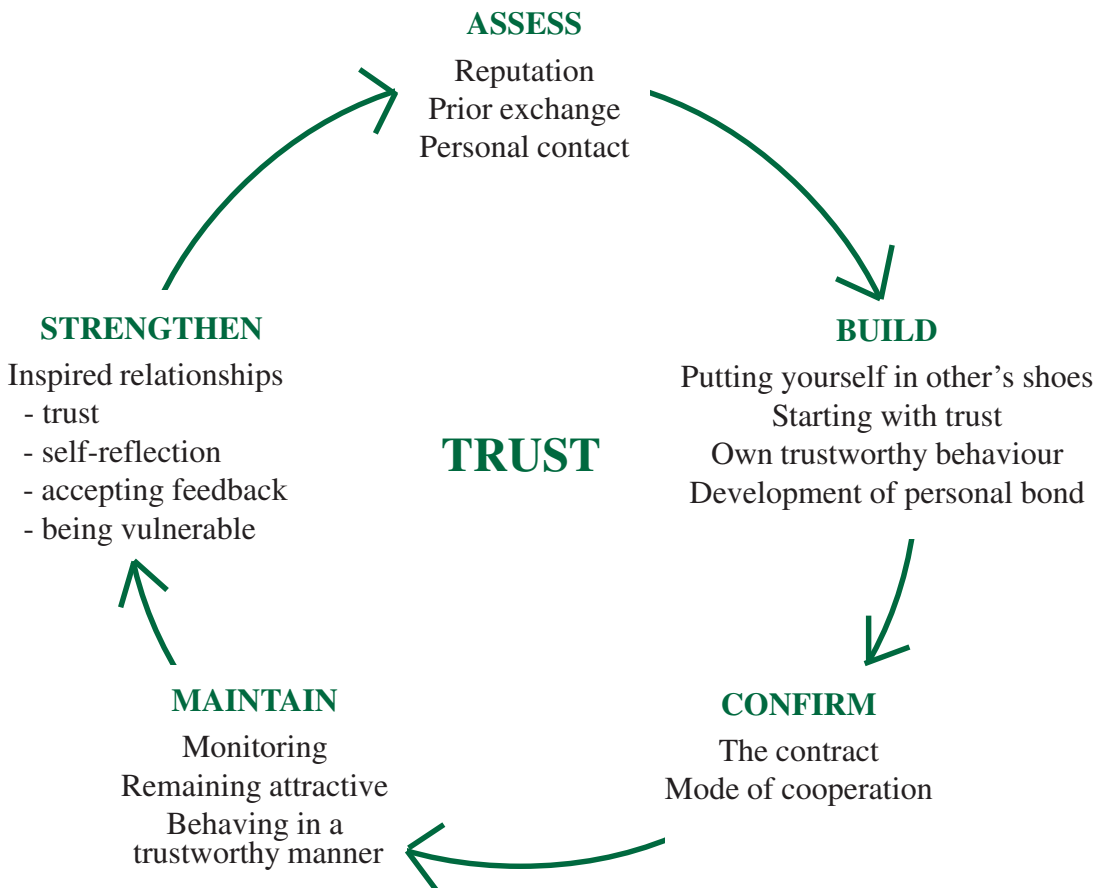 ASSESS
Reputation
Prior exchange
Personal contact
BUILD
Putting yourself in other’s shoes
Starting with trust
Own trustworthy behaviour
Development of personal bond
CONFIRM
The contract
Mode of cooperation
MAINTAIN
Monitoring
Remaining attractive
Behaving in a
trustworthy manner
STRENGTHEN
Inspired relationships
- trust
- self-reflection
- accepting feedback
- being vulnerable
TRUST